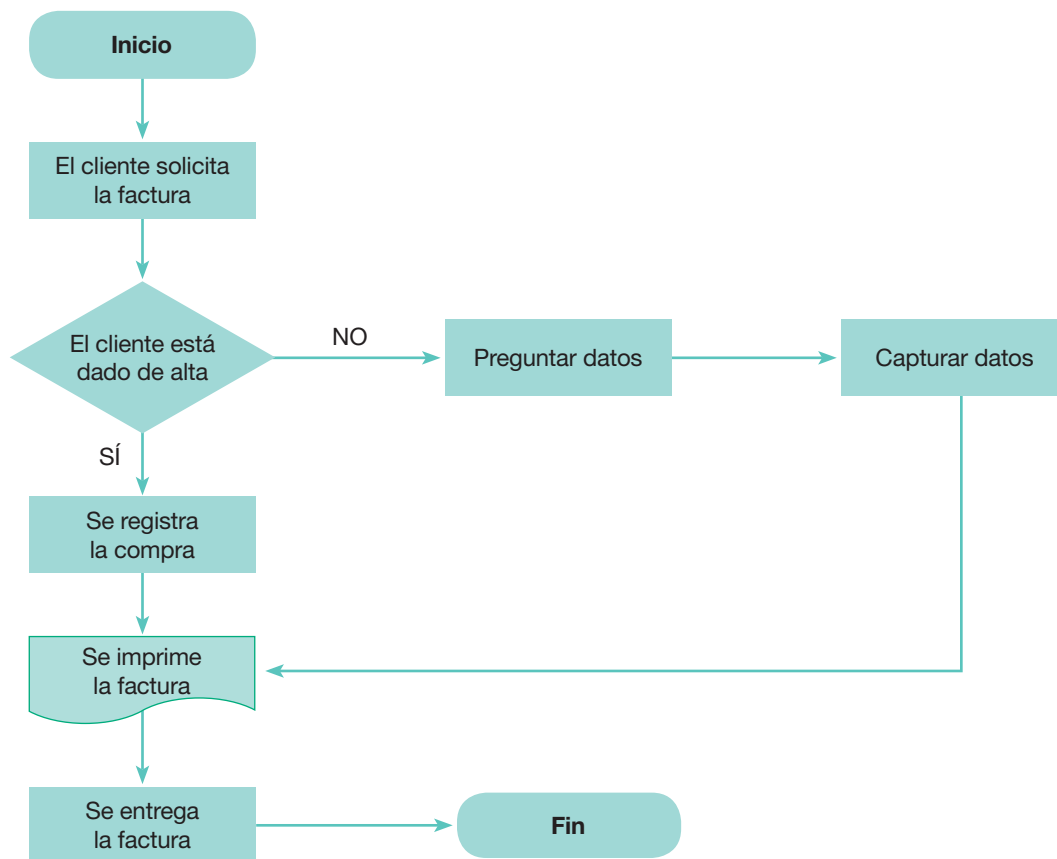 Inicio
El cliente solicita
la factura
El cliente está
dado de alta
NO
Preguntar datos
Capturar datos
SÍ
Se registra
la compra
Se imprime
la factura
Se entrega
la factura
Fin